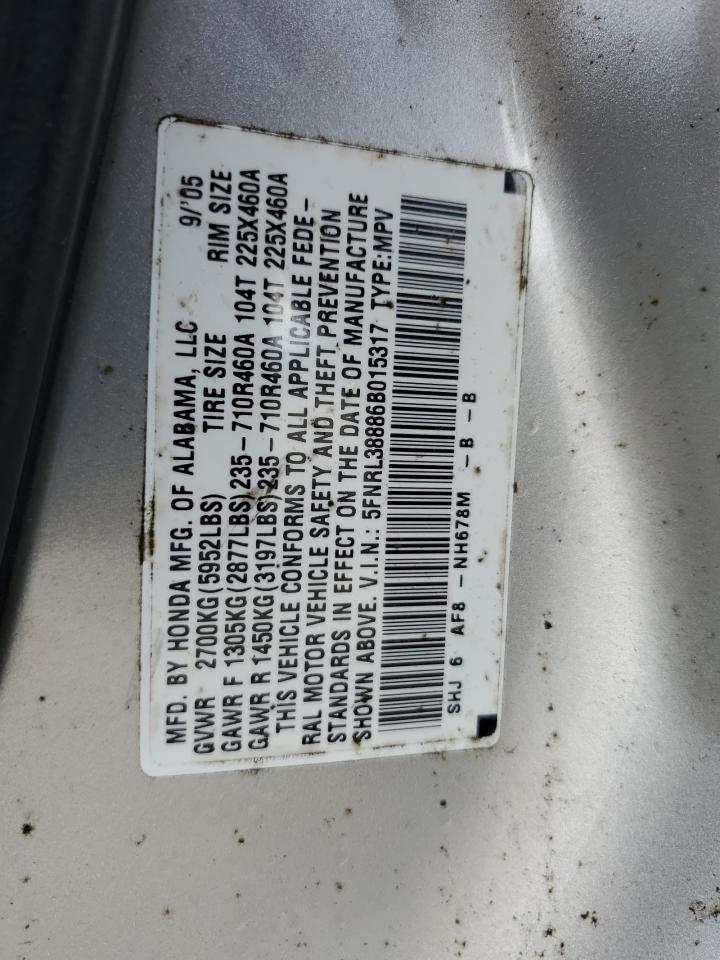 MFD. BY HONDA MFG. OF ALABAMA, LLC 9/'05
GVWR 2700KG(5952LBS) TIRE SIZE RIM SIZE
GAWR F 1305KG(2877LBS)235-710R460A 104T 225X460A
GAWR R 1450KG(3197LBS)235-710R460A 104T 225X460A
THIS VEHICLE CONFORMS TO ALL APPLICABLE FEDE-
RAL MOTOR VEHICLE SAFETY AND THEFT PREVENTION
STANDARDS IN EFFECT ON THE DATE OF MANUFACTURE
SHOWN ABOVE. V.I.N.: 5FNRL38886B015317 TYPE:MPV
SHJ 6 AF8 -NH678M -B -B